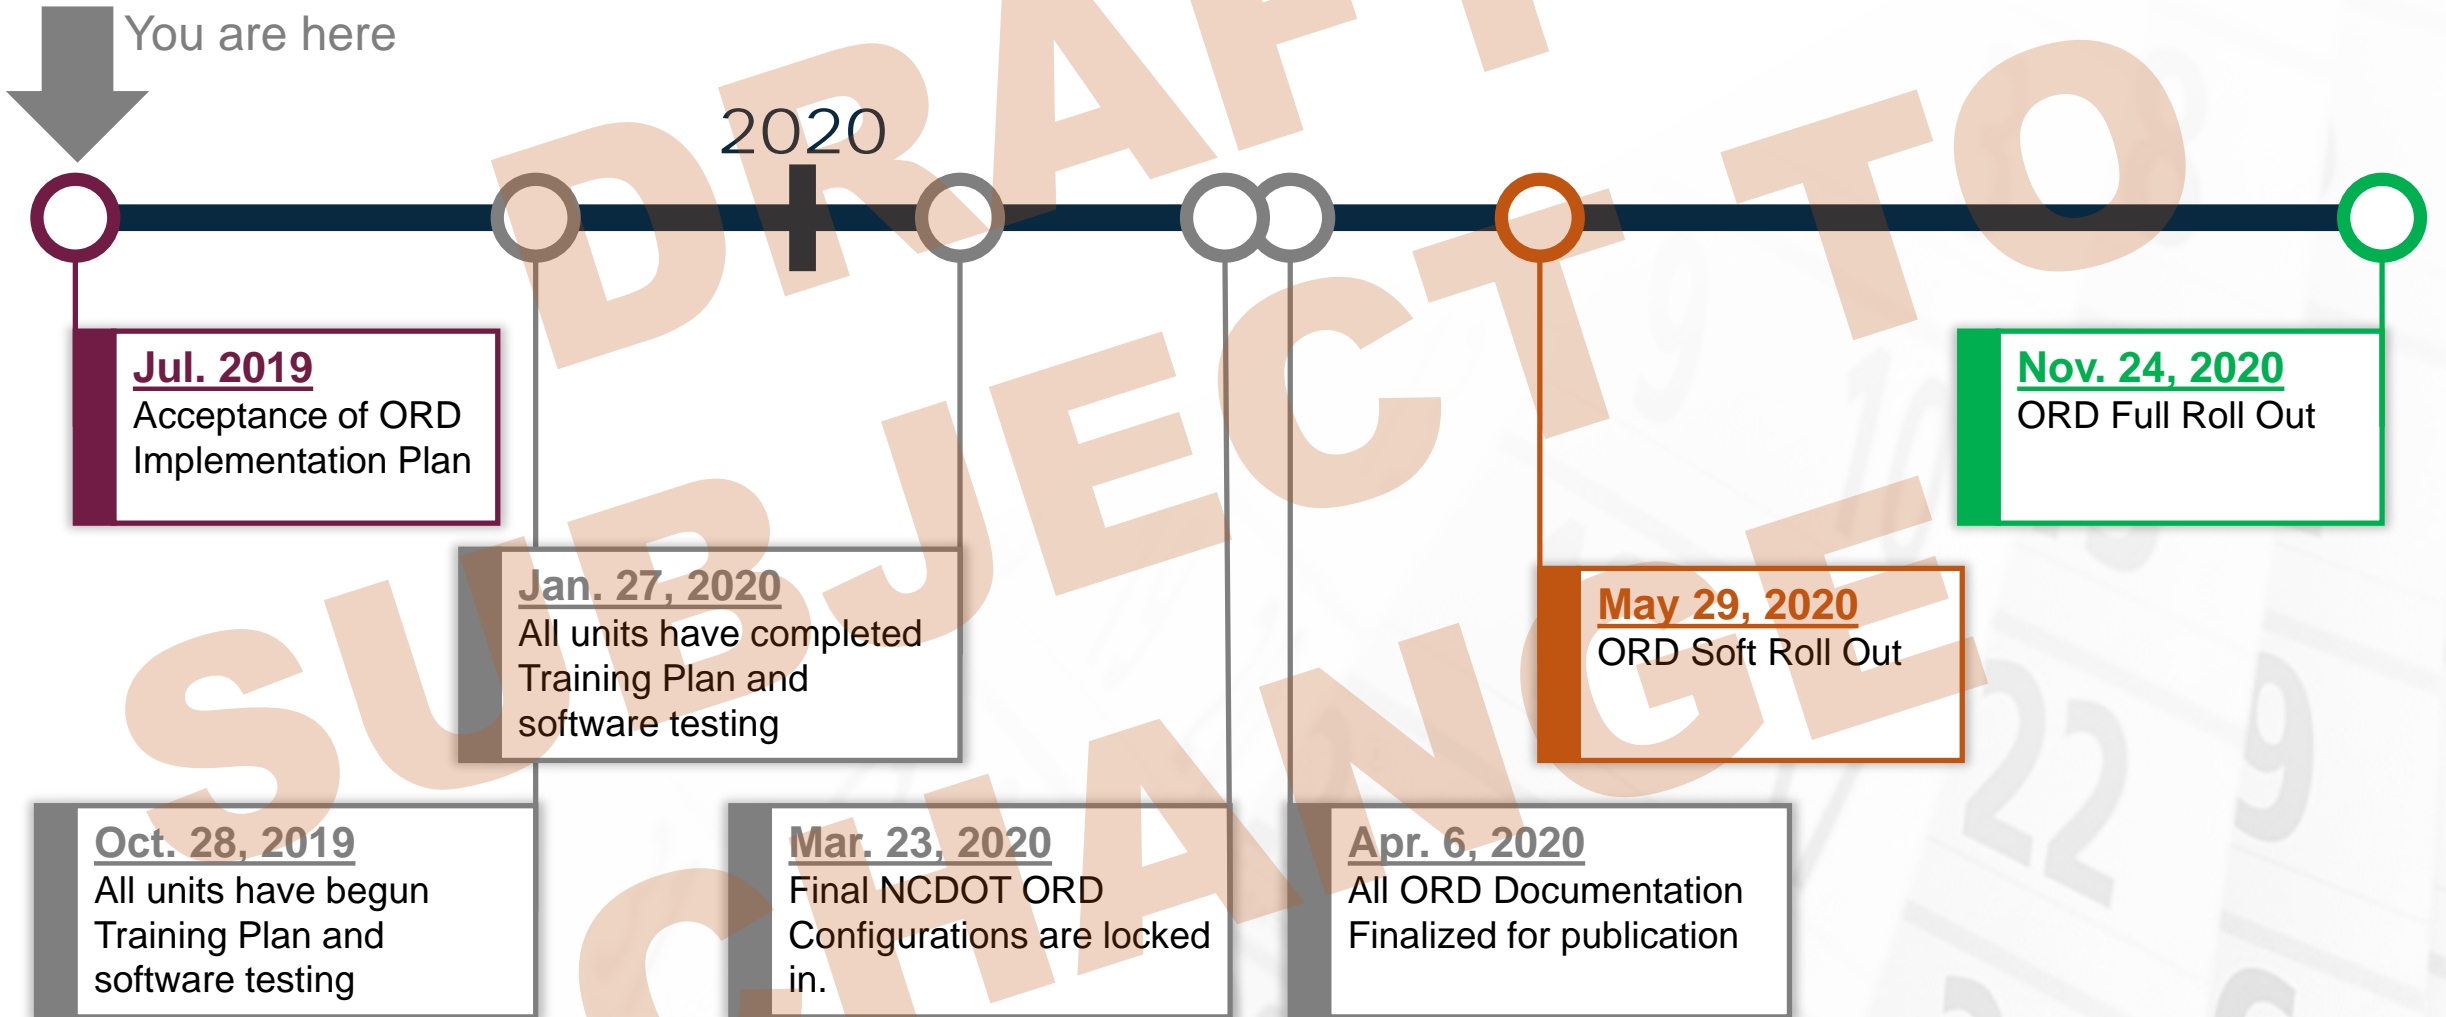 You are here
2020
Jul. 2019
Acceptance of ORD
Implementation Plan
Nov. 24, 2020
ORD Full Roll Out
Jan. 27, 2020
All units have completed
Training Plan and
software testing
May 29, 2020
ORD Soft Roll Out
Oct. 28, 2019
All units have begun
Training Plan and
software testing
Mar. 23, 2020
Final NCDOT ORD
Configurations are locked
in.
Apr. 6, 2020
All ORD Documentation
Finalized for publication
DRAFT
SUBJECT TO
CHANGE
22
9